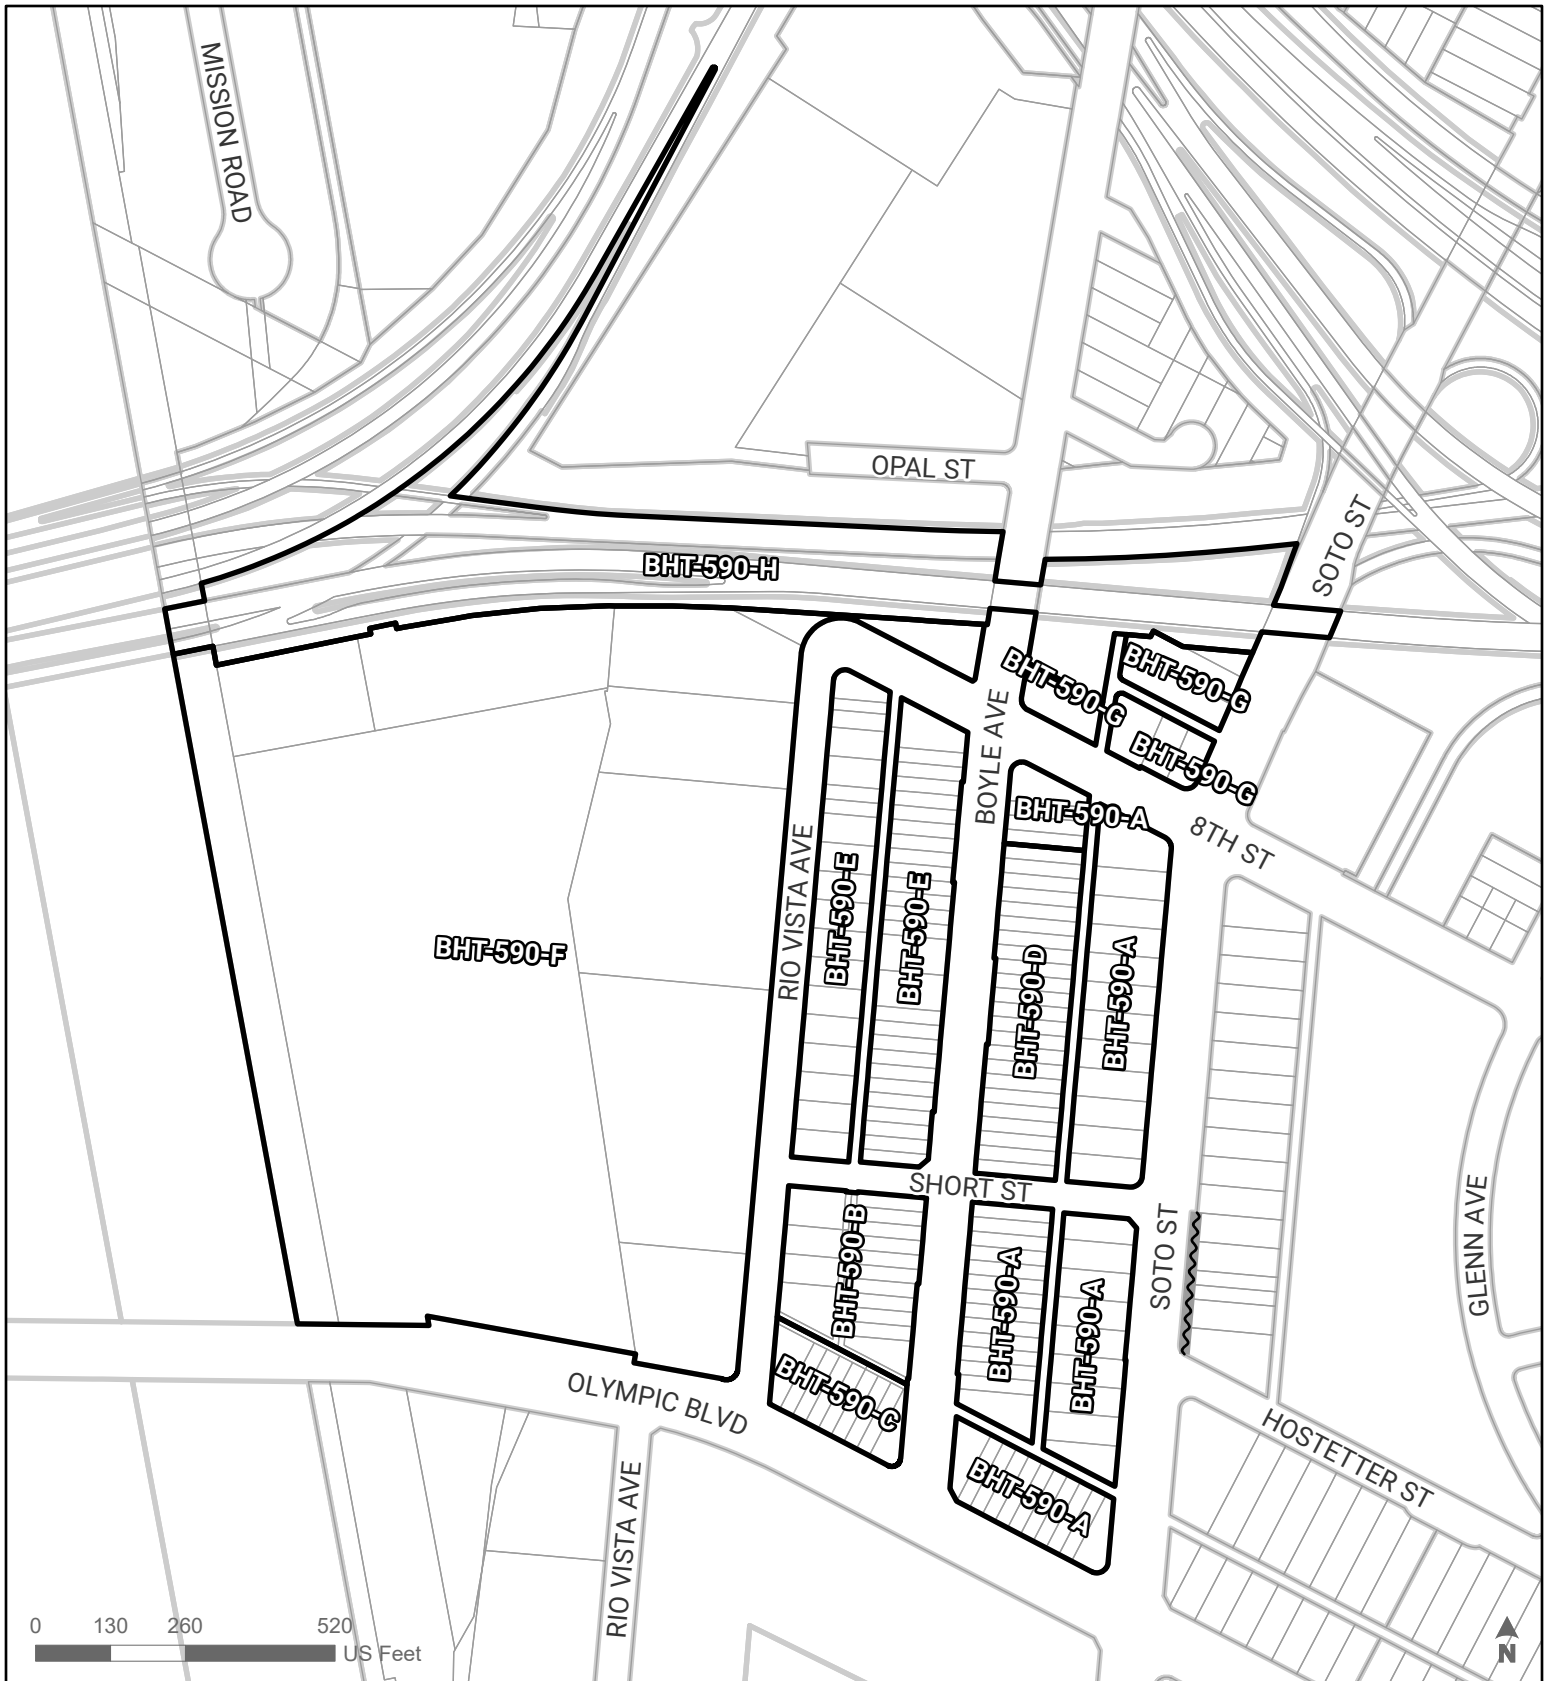 MISSION ROAD
OPAL ST
SOTO ST
BHT-590-H
BHT-590-G
BHT-590-G
BHT-590-G
BOYLE AVE
BHT-590-A
8TH ST
RIO VISTA AVE
BHT-590-E
BHT-590-E
BHT-590-F
BHT-590-D
BHT-590-A
SHORT ST
BHT-590-B
BHT-590-A
BHT-590-A
SOTO ST
GLENN AVE
BHT-590-C
OLYMPIC BLVD
HOSTETTER ST
BHT-590-A
RIO VISTA AVE
0 130 260 520
US Feet
N